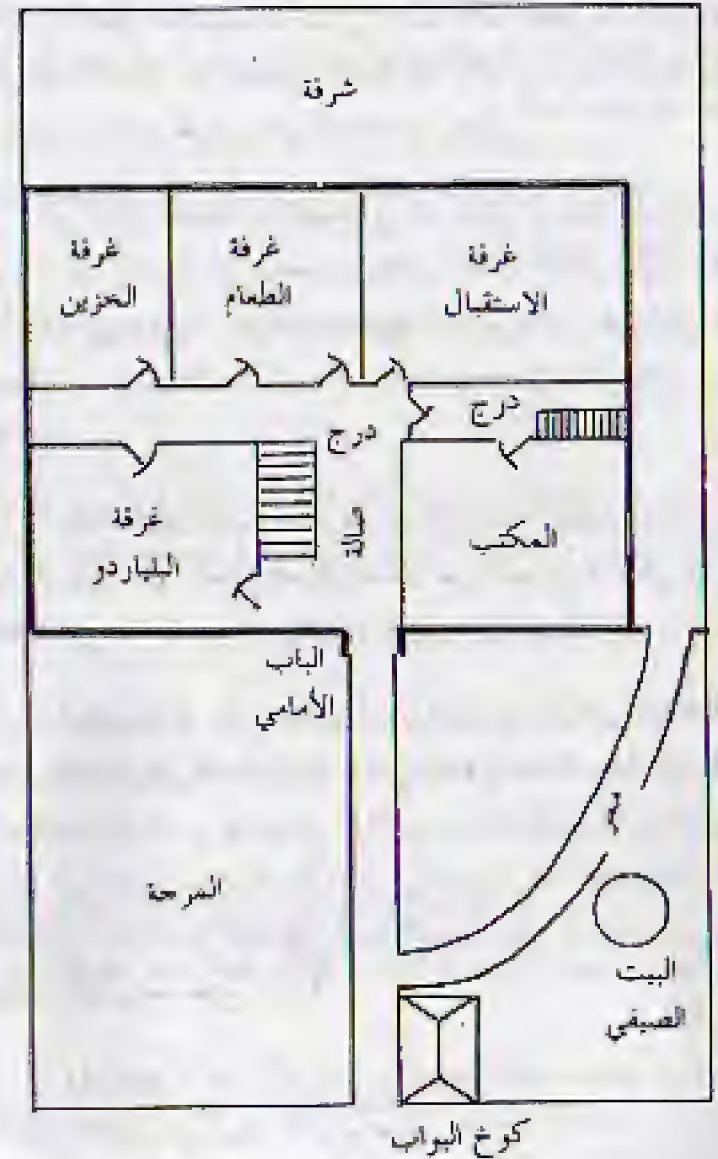 شرفة
غرفة
الاستقبال
غرفة
الطعام
غرفة
الخزين
درج
درج
المكتب
الصالة
غرفة
البلياردو
الباب
الأمامي
المرجة
البيت
الصيفي
كوخ البواب